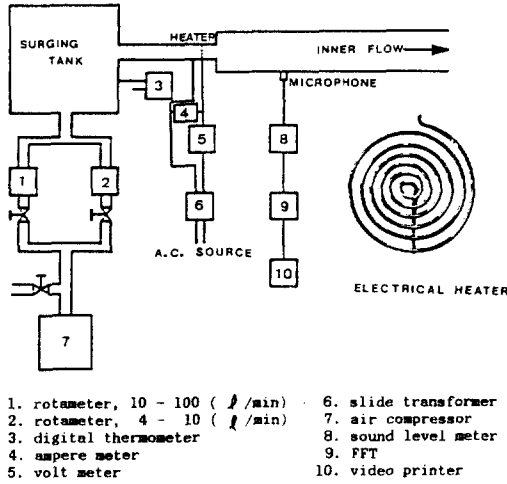 SURGING
TANK
HEATER
INNER FLOW
MICROPHONE
3
4
5
8
1
2
6
9
A.C. SOURCE
10
ELECTRICAL HEATER
7
1. rotameter, 10 - 100 ( ℓ /min)
2. rotameter, 4 - 10 ( ℓ /min)
3. digital thermometer
4. ampere meter
5. volt meter
6. slide transformer
7. air compressor
8. sound level meter
9. FFT
10. video printer